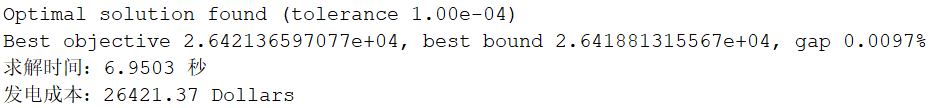 Optimal solution found (tolerance 1.00e-04)
Best objective 2.642136597077e+04, best bound 2.641881315567e+04, gap 0.0097%
求解时间：6.9503 秒
发电成本：26421.37 Dollars